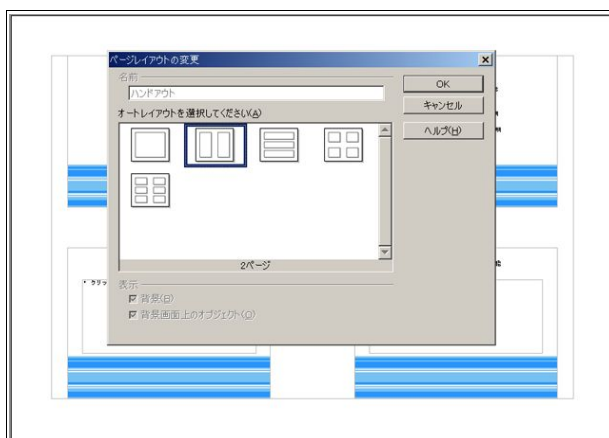 ページレイアウトの変更
名前
ハンドアウト
OK
キャンセル
ヘルプ(H)
オートレイアウトを選択してください(A)
2ページ
表示
背景(B)
背景画面上のオブジェクト(O)
• クリッ